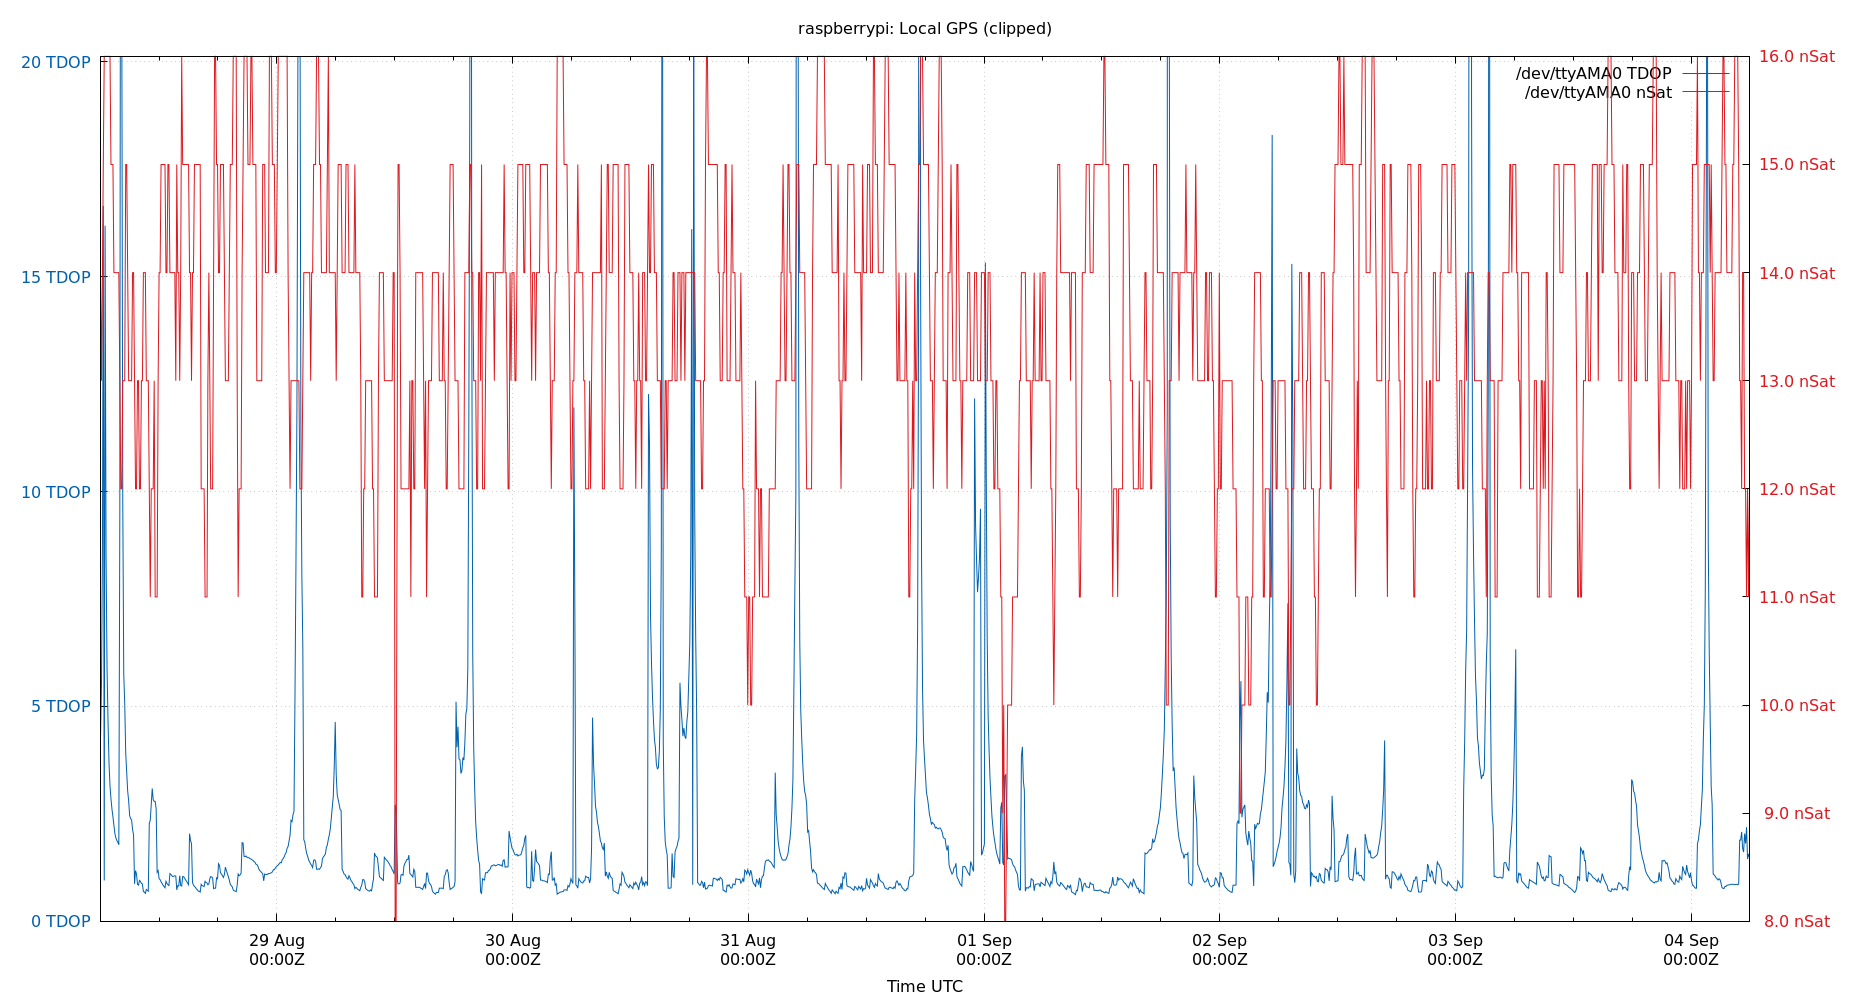 raspberrypi: Local GPS (clipped)
20 TDOP
15 TDOP
10 TDOP
5 TDOP
0 TDOP
16.0 nSat
15.0 nSat
14.0 nSat
13.0 nSat
12.0 nSat
11.0 nSat
10.0 nSat
9.0 nSat
8.0 nSat
/dev/ttyAMA0 TDOP
/dev/ttyAMA0 nSat
29 Aug
00:00Z
30 Aug
00:00Z
31 Aug
00:00Z
01 Sep
00:00Z
02 Sep
00:00Z
03 Sep
00:00Z
04 Sep
00:00Z
Time UTC